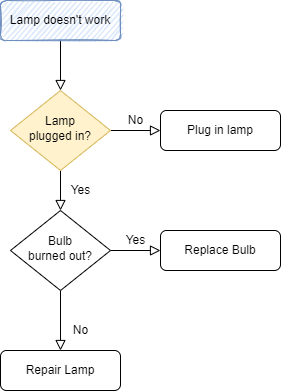 Lamp doesn't work
Lamp
plugged in?
No
Plug in lamp
Yes
Bulb
burned out?
Yes
Replace Bulb
No
Repair Lamp